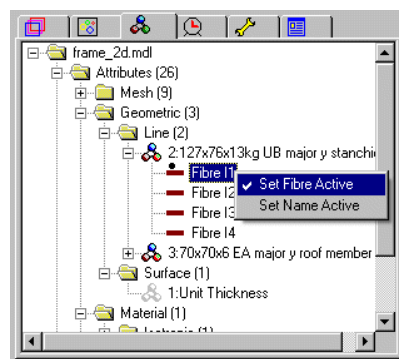 frame_2d.mdl
Attributes (26)
Mesh (9)
Geometric (3)
Line (2)
2:127x76x13kg UB major y stanchi
Fibre I1
Set Fibre Active
Fibre I2
Set Name Active
Fibre I3
Fibre I4
3:70x70x6 EA major y roof member
Surface (1)
1:Unit Thickness
Material (1)